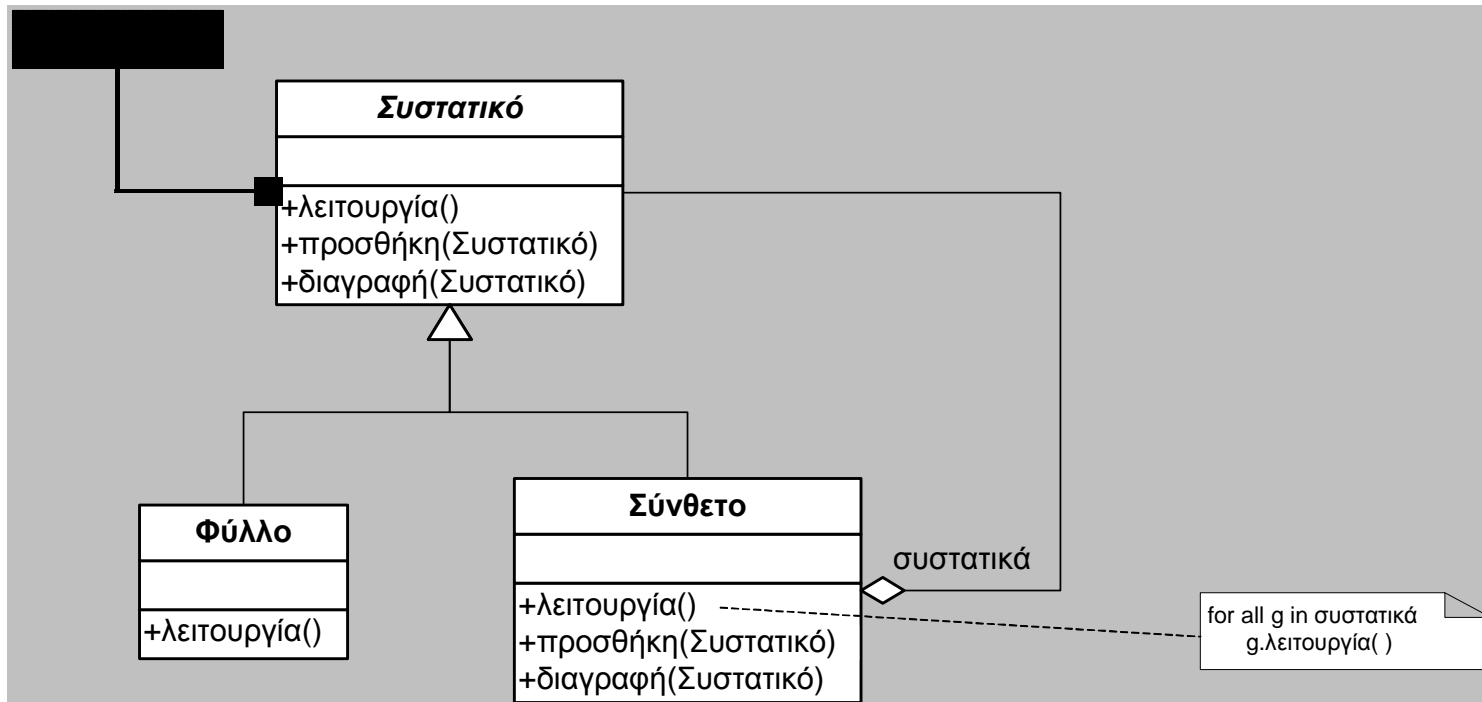 Συστατικό
+λειτουργία()
+προσθήκη(Συστατικό)
+διαγραφή(Συστατικό)
Φύλλο
+λειτουργία()
Σύνθετο
+λειτουργία()
+προσθήκη(Συστατικό)
+διαγραφή(Συστατικό)
συστατικά
for all g in συστατικά
g.λειτουργία( )